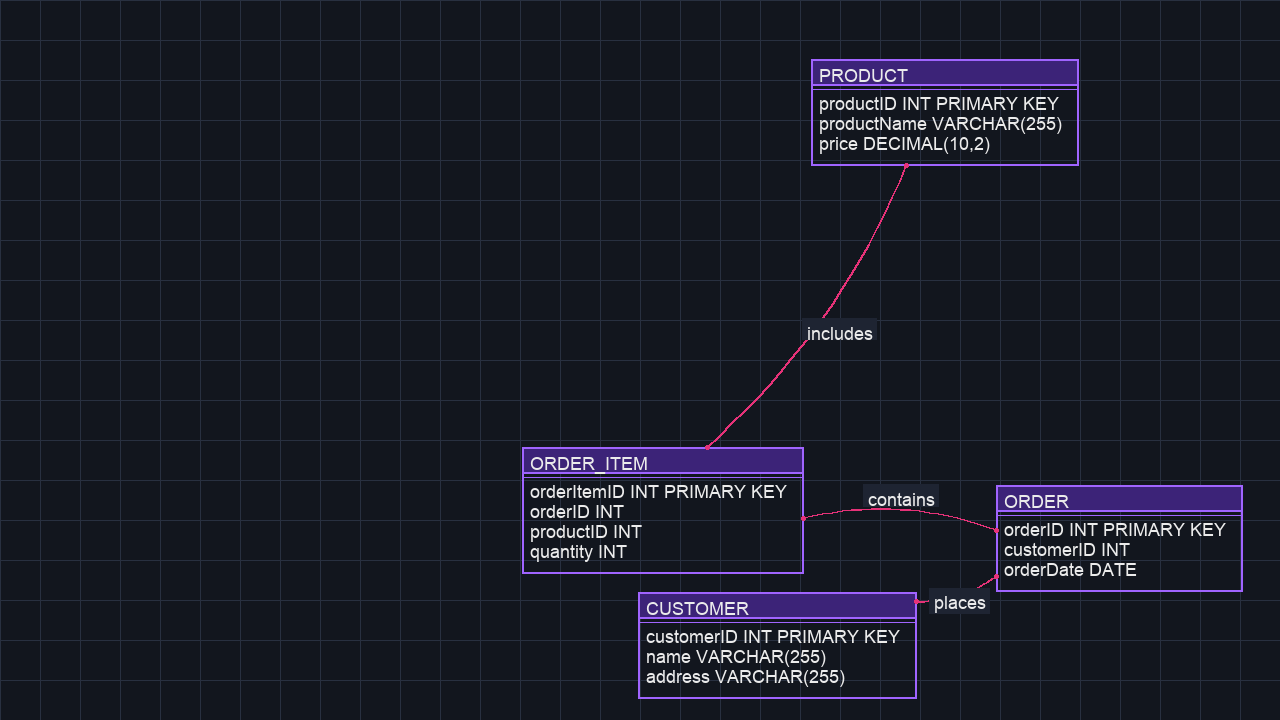 PRODUCT
productID INT PRIMARY KEY
productName VARCHAR(255)
price DECIMAL(10,2)
includes
ORDER_ITEM
orderItemID INT PRIMARY KEY
orderID INT
productID INT
quantity INT
contains
ORDER
orderID INT PRIMARY KEY
customerID INT
orderDate DATE
places
CUSTOMER
customerID INT PRIMARY KEY
name VARCHAR(255)
address VARCHAR(255)